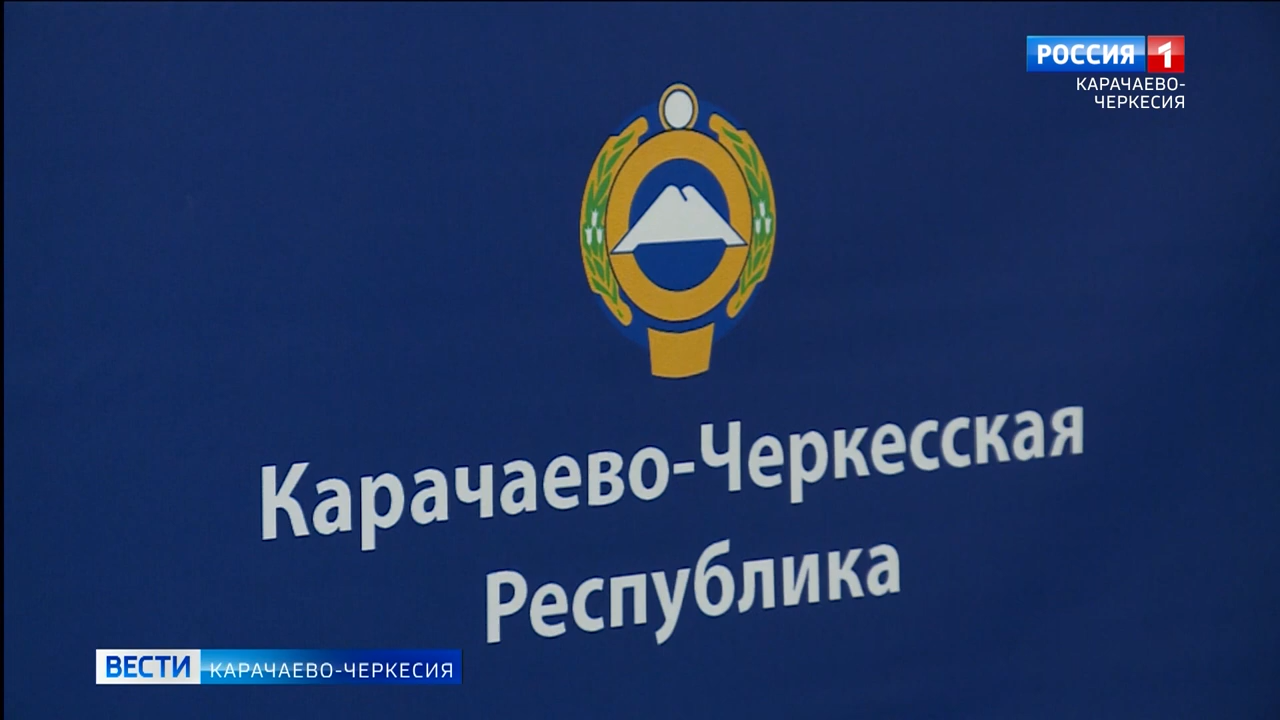 РОССИЯ 1
КАРАЧАЕВО-
ЧЕРКЕСИЯ
Карачаево-Черкесская
Республика
ВЕСТИ КАРАЧАЕВО-ЧЕРКЕСИЯ